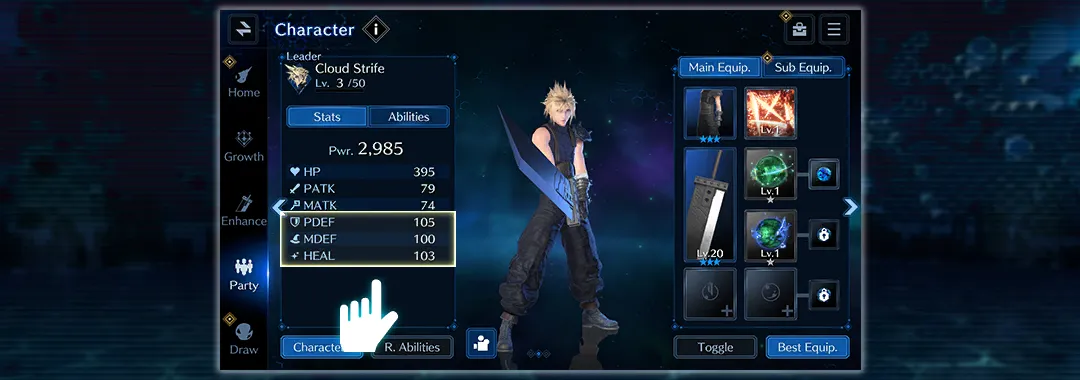 Character i
Leader
Cloud Strife
Lv. 3 /50
Stats Abilities
Pwr. 2,985
HP 395
PATK 79
MATK 74
PDEF 105
MDEF 100
HEAL 103
Home
Growth
Enhance
Party
Draw
R. Abilities
Main Equip. Sub Equip.
Lv.1
Lv.1
Lv.20
Lv.1
Toggle Best Equip.